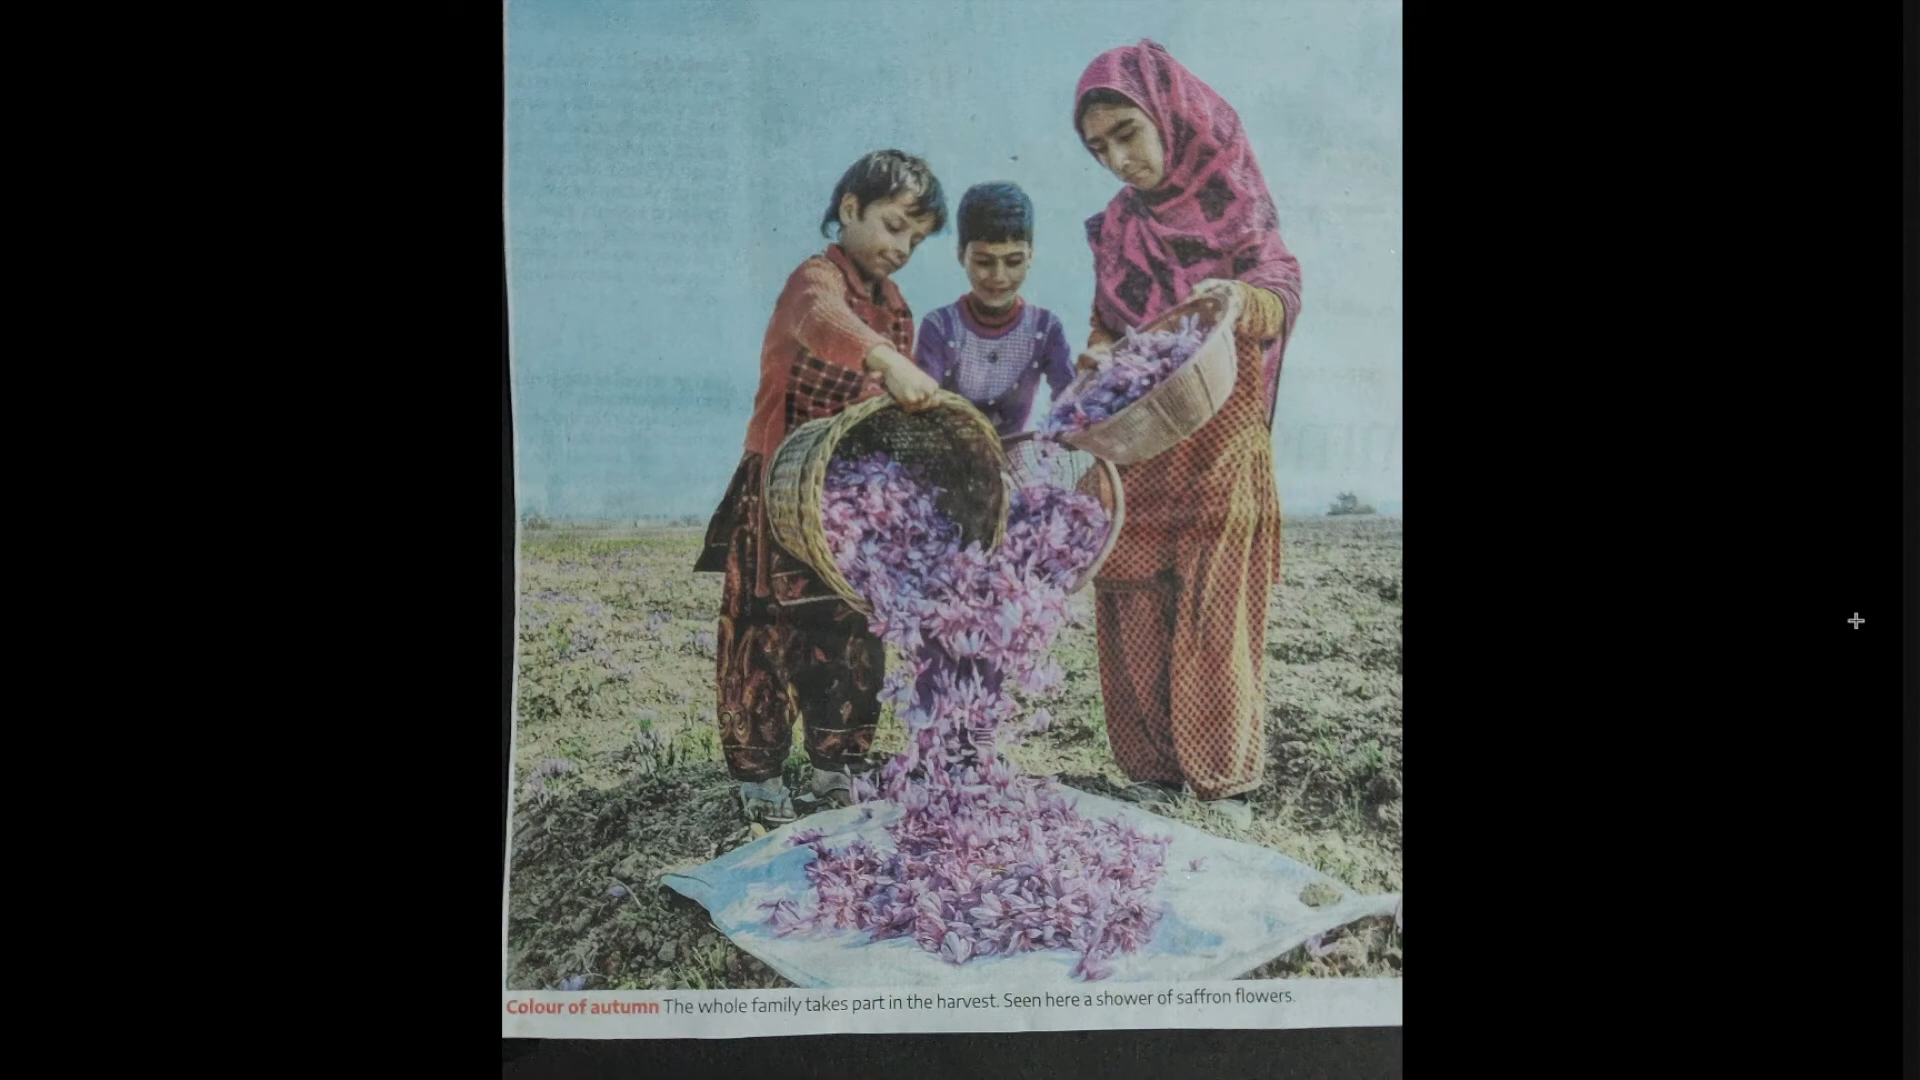 Colour of autumn The whole family takes part in the harvest. Seen here a shower of saffron flowers.